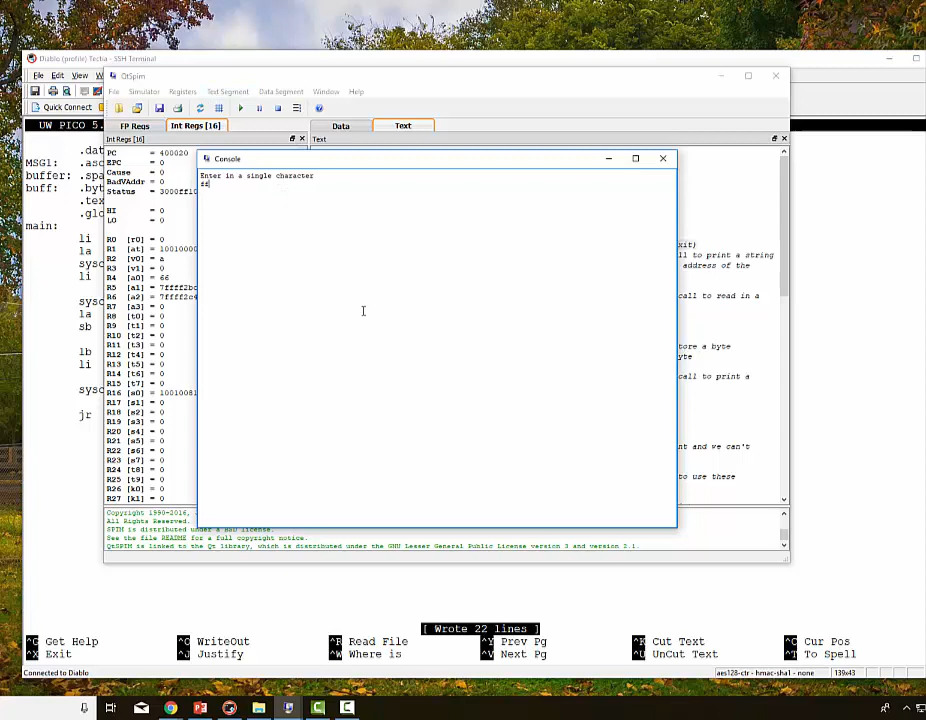 Diablo (profile) Tectia - SSH Terminal
File Edit View
QtSpim
File Simulator Registers Text Segment Data Segment Window Help
Quick Connect
UW PICO 5.
FP Regs Int Regs [16] Data Text
Int Regs [16] Text
.dat
MSG1: .asc
buffer: .spa
buff: .byt
.tex
.glo
main:
li
la
sysc
li
sysc
la
sb
lb
li
sysc
jr
PC = 400020
EPC = 0
Cause = 0
BadVAddr = 0
Status = 3000ff10
HI = 0
LO = 0
R0 [r0] = 0
R1 [at] = 10010000
R2 [v0] = a
R3 [v1] = 0
R4 [a0] = 66
R5 [a1] = 7ffff2bc
R6 [a2] = 7ffff2c4
R7 [a3] = 0
R8 [t0] = 0
R9 [t1] = 0
R10 [t2] = 0
R11 [t3] = 0
R12 [t4] = 0
R13 [t5] = 0
R14 [t6] = 0
R15 [t7] = 0
R16 [s0] = 10010081
R17 [s1] = 0
R18 [s2] = 0
R19 [s3] = 0
R20 [s4] = 0
R21 [s5] = 0
R22 [s6] = 0
R23 [s7] = 0
R24 [t8] = 0
R25 [t9] = 0
R26 [k0] = 0
R27 [k1] = 0
Console
Enter in a single character
ff
xit)
ll to print a string
address of the
call to read in a
tore a byte
yte
call to print a
nt and we can't
to use these
Copyright 1990-2016,
All Rights Reserved.
SPIM is distributed under a BSD license.
See the file README for a full copyright notice.
QtSPIM is linked to the Qt library, which is distributed under the GNU Lesser General Public License version 3 and version 2.1.
[ Wrote 22 lines ]
^G Get Help ^O WriteOut ^R Read File ^Y Prev Pg ^K Cut Text ^C Cur Pos
^X Exit ^J Justify ^W Where is ^V Next Pg ^U UnCut Text ^T To Spell
Connected to Diablo aes128-ctr - hmac-sha1 - none 139x43